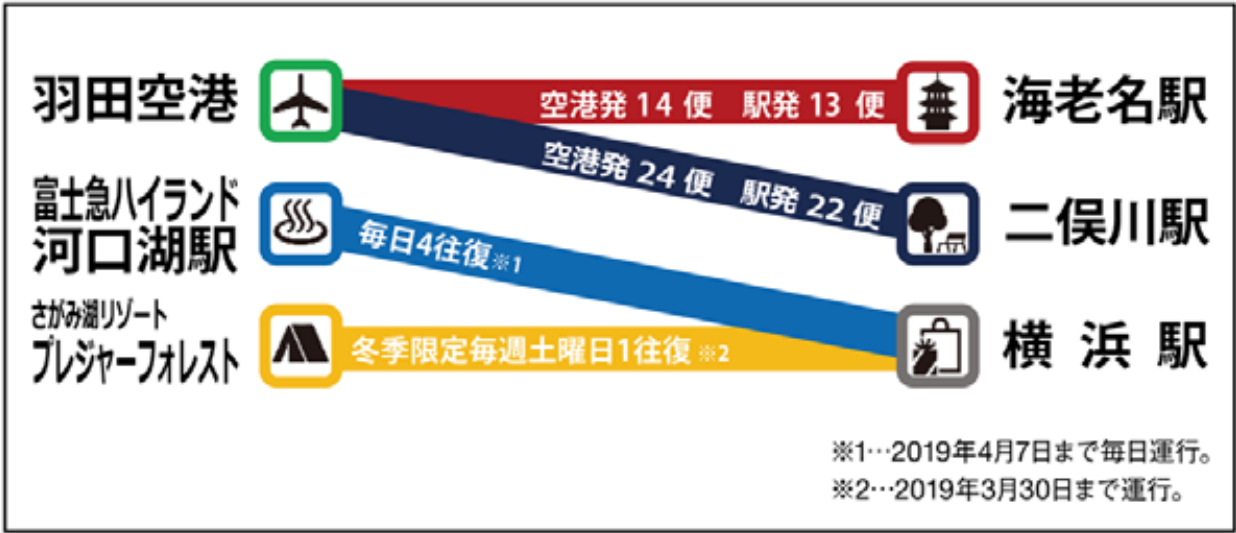 羽田空港
空港発 14 便 駅発 13 便
海老名駅
空港発 24 便 駅発 22 便
富士急ハイランド
河口湖駅
毎日4往復※1
二俣川駅
さがみ湖リゾート
プレジャーフォレスト
冬季限定毎週土曜日1往復 ※2
横浜駅
※1…2019年4月7日まで毎日運行。
※2…2019年3月30日まで運行。